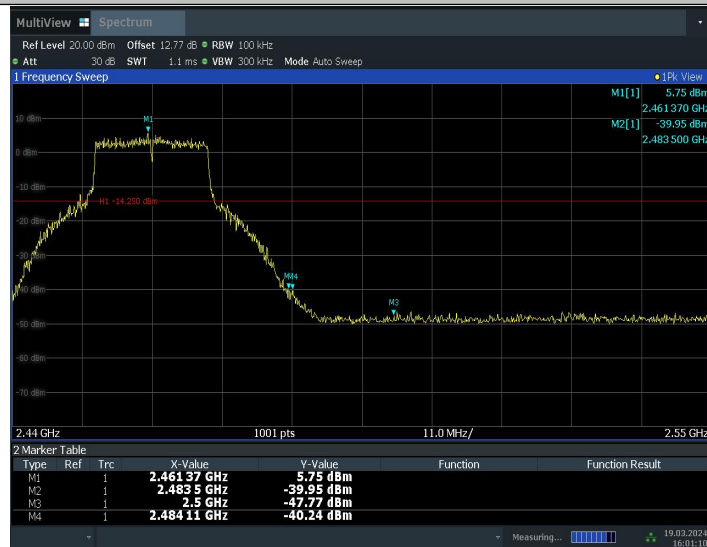 MultiView Spectrum
Ref Level 20.00 dBm Offset 12.77 dB RBW 100 kHz
Att 30 dB SWT 1.1 ms VBW 300 kHz Mode Auto Sweep
1 Frequency Sweep 1Pk View
M1[1] 5.75 dBm
2.461370 GHz
M2[1] -39.95 dBm
2.483500 GHz
10 dBm
M1
0 dBm
-10 dBm
H1 -14.250 dBm
-20 dBm
-30 dBm
-40 dBm
M4
M3
-50 dBm
-60 dBm
-70 dBm
2.44 GHz 1001 pts 11.0 MHz/ 2.55 GHz
2 Marker Table
Type Ref Trc X-Value Y-Value Function Function Result
M1 1 2.461 37 GHz 5.75 dBm
M2 1 2.483 5 GHz -39.95 dBm
M3 1 2.5 GHz -47.77 dBm
M4 1 2.484 11 GHz -40.24 dBm
Measuring... 19.03.2024
16:01:10